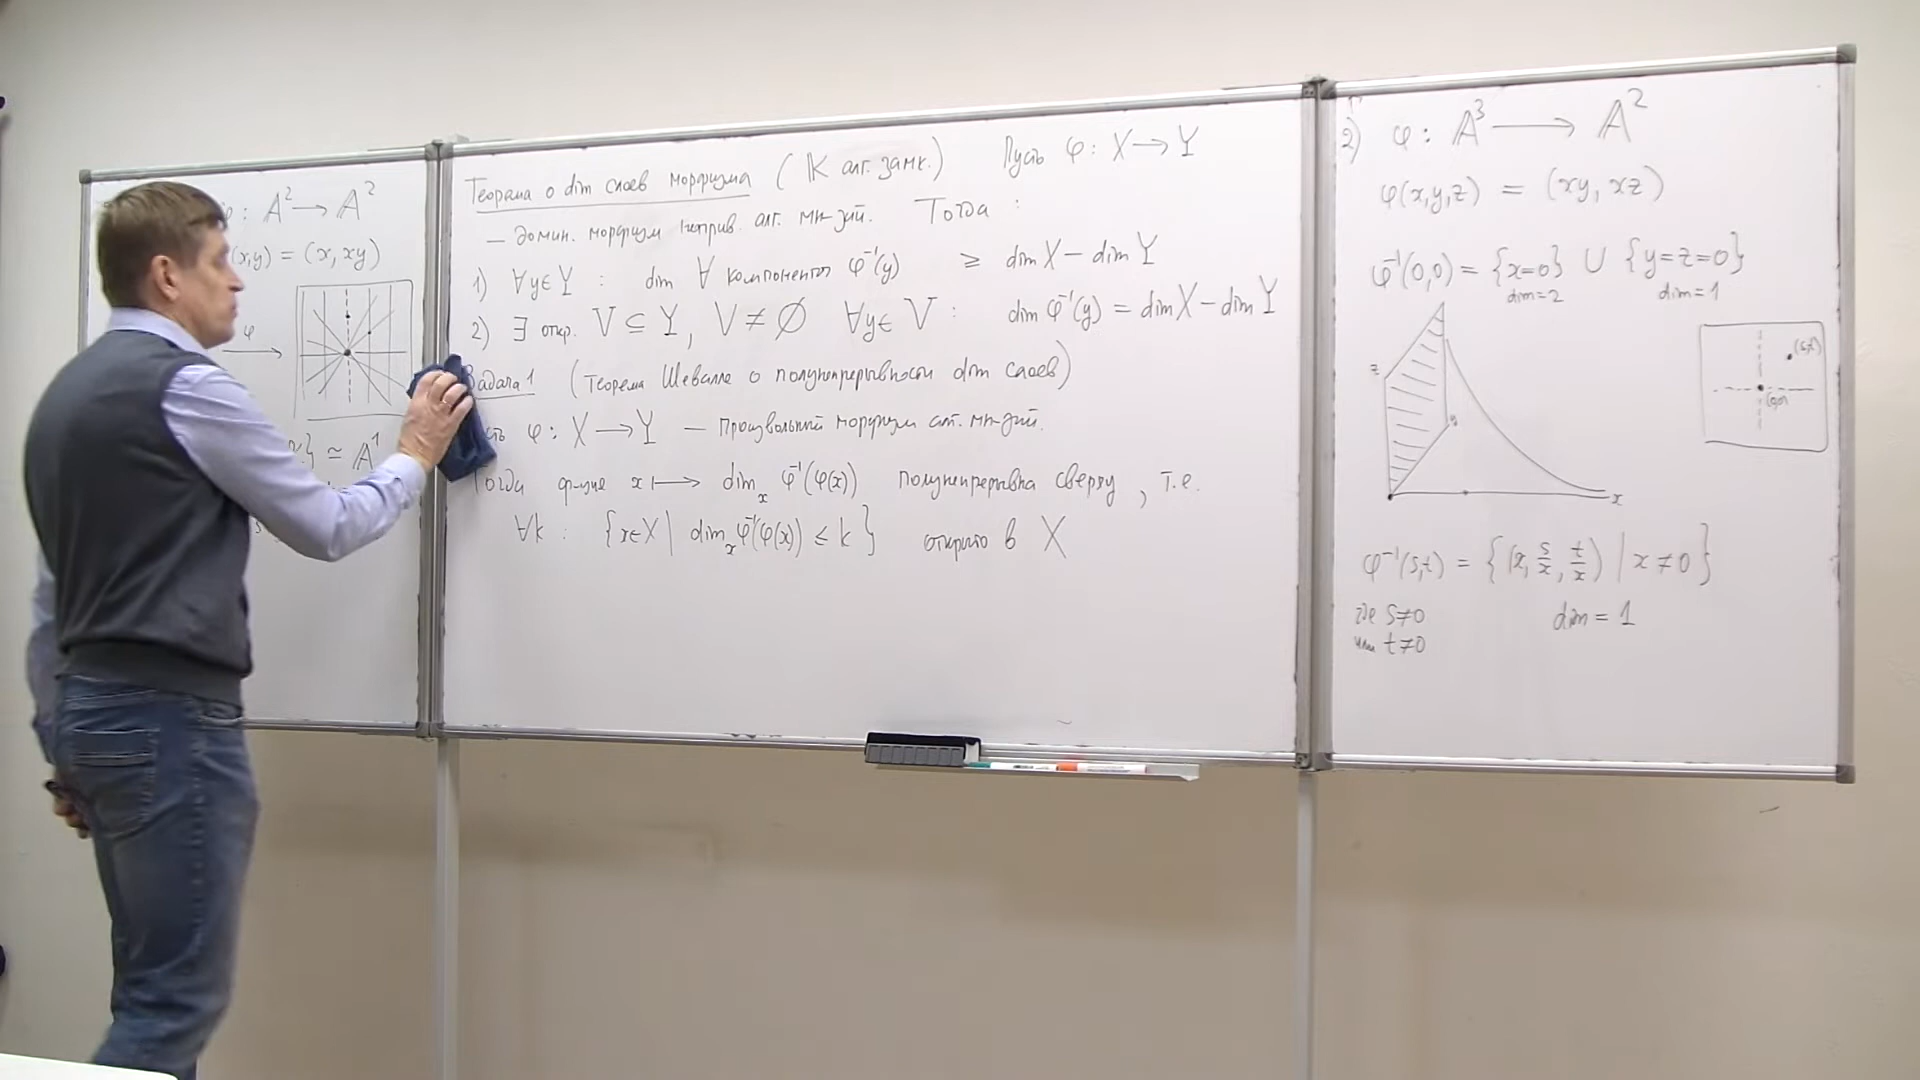 φ: A² → A²
(x,y) = (x, xy)
φ
} ≃ A¹
Теорема о dim слоев морфизма (K алг. замк.) Пусть φ: X → Y
— домин. морфизм неприв. алг. мн-зий. Тогда:
1) ∀y∈Y : dim ∀ компоненты φ⁻¹(y) ≥ dim X − dim Y
2) ∃ откр. V ⊆ Y, V ≠ ∅ ∀y∈V : dim φ⁻¹(y) = dim X − dim Y
Задача 1 (Теорема Шевалле о полунепрерывности dim слоев)
φ: X → Y — произвольный морфизм алг. мн-зий.
Тогда ф-ция x ↦ dimₓ φ⁻¹(φ(x)) полунепрерывна сверху, т.е.
∀k : {x∈X | dimₓ φ⁻¹(φ(x)) ≤ k} открыто в X
2) φ: A³ → A²
φ(x,y,z) = (xy, xz)
φ⁻¹(0,0) = {x=0} ∪ {y=z=0}
dim=2 dim=1
z
y
x
(s,t)
(0,0)
φ⁻¹(s,t) = {(x, s/x, t/x) | x ≠ 0}
где s≠0 dim = 1
или t≠0